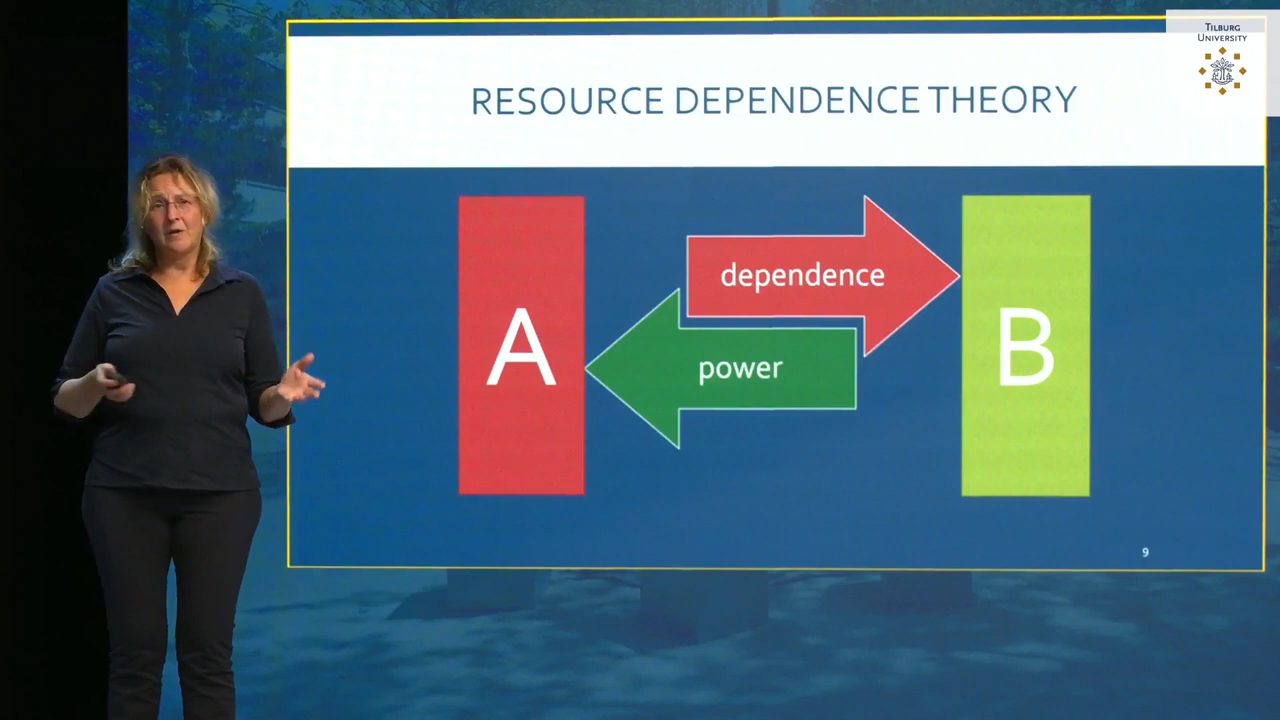 TILBURG
UNIVERSITY
RESOURCE DEPENDENCE THEORY
dependence
A
B
power
9